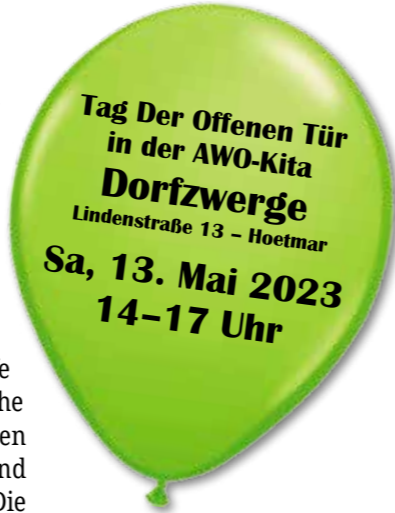 Tag Der Offenen Tür
in der AWO-Kita
Dorfzwerge
Lindenstraße 13 – Hoetmar
Sa, 13. Mai 2023
14–17 Uhr